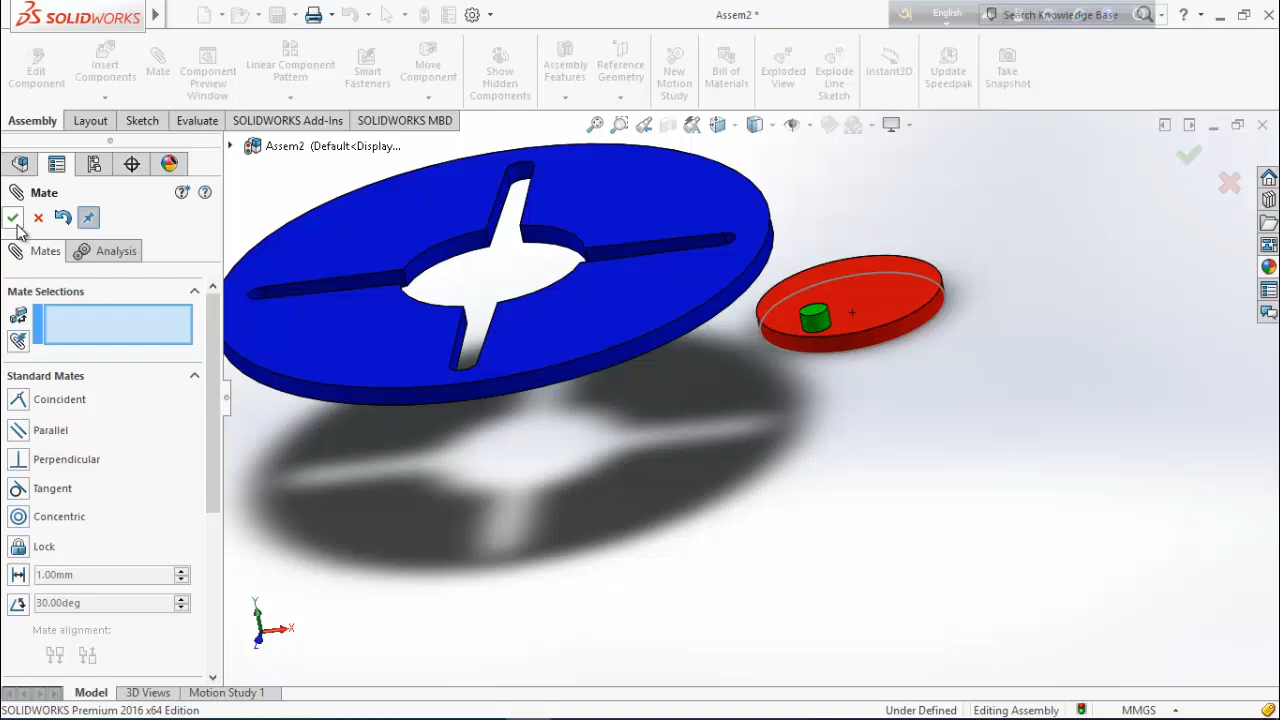 SOLIDWORKS
Assem2 *
English
Search Knowledge Base
?
Edit Component
Insert Components
Mate
Component Preview Window
Linear Component Pattern
Smart Fasteners
Move Component
Show Hidden Components
Assembly Features
Reference Geometry
New Motion Study
Bill of Materials
Exploded View
Explode Line Sketch
Instant3D
Update Speedpak
Take Snapshot
Assembly
Layout
Sketch
Evaluate
SOLIDWORKS Add-Ins
SOLIDWORKS MBD
Assem2 (Default<Display...
Mate
Mates
Analysis
Mate Selections
Standard Mates
Coincident
Parallel
Perpendicular
Tangent
Concentric
Lock
1.00mm
30.00deg
Mate alignment:
Y
X
Z
Model
3D Views
Motion Study 1
SOLIDWORKS Premium 2016 x64 Edition
Under Defined
Editing Assembly
MMGS